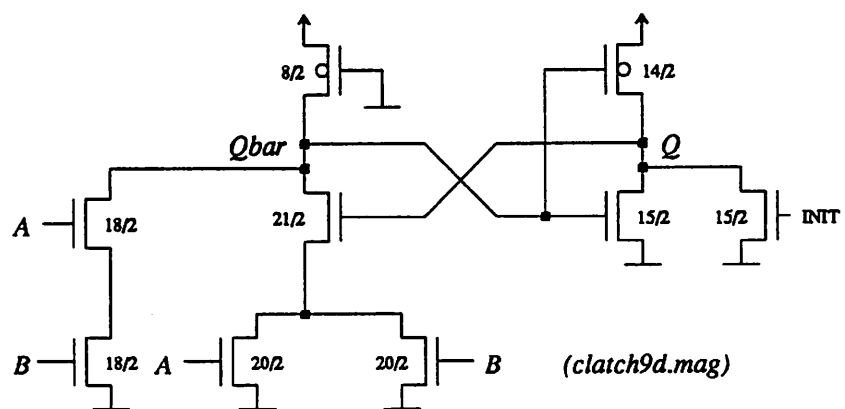 8/2
14/2
Qbar
Q
A
18/2
21/2
15/2
15/2
INIT
B
18/2
A
20/2
20/2
B
(clatch9d.mag)